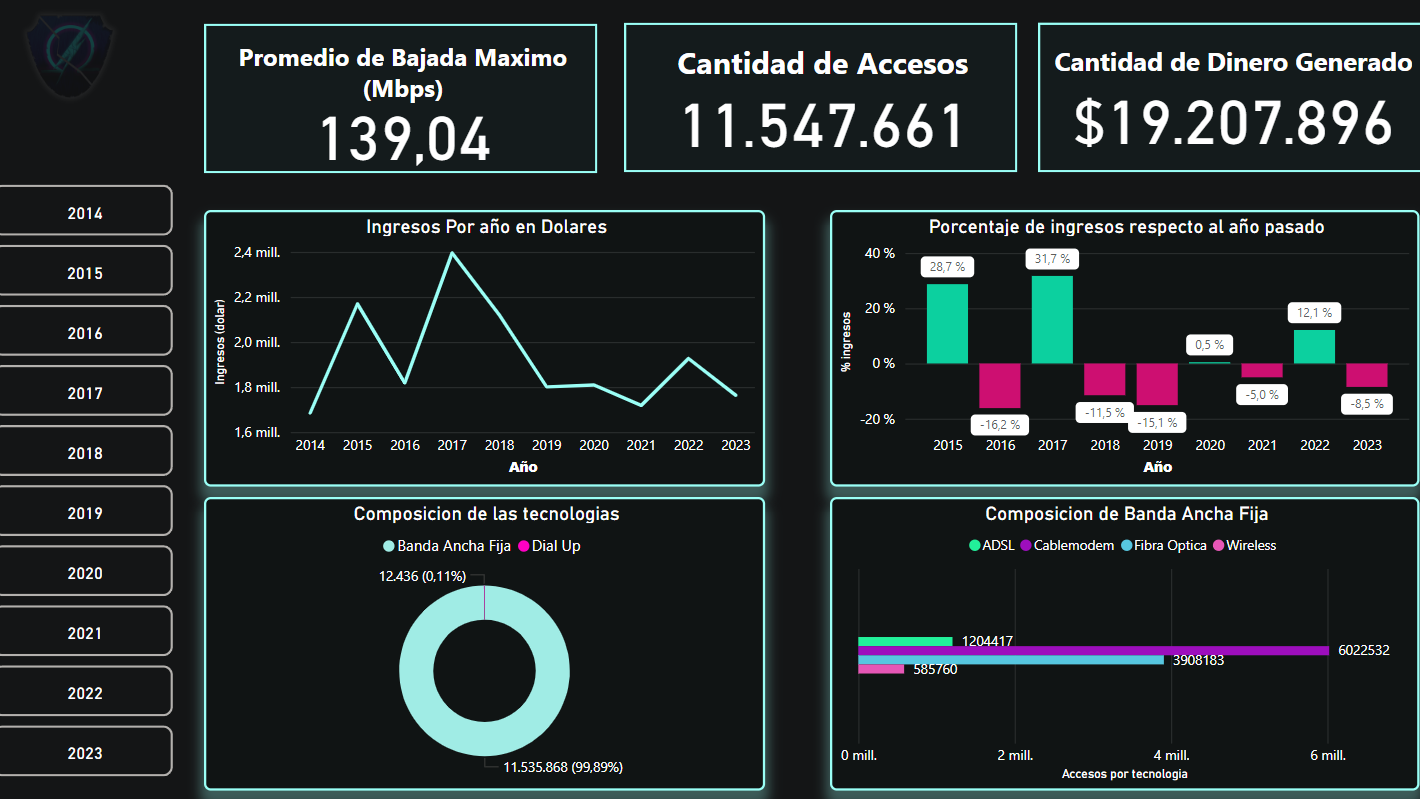 Promedio de Bajada Maximo
(Mbps)
139,04
Cantidad de Accesos
11.547.661
Cantidad de Dinero Generado
$19.207.896
2014
2015
2016
2017
2018
2019
2020
2021
2022
2023
Ingresos Por año en Dolares
Ingresos (dolar)
2,4 mill.
2,2 mill.
2,0 mill.
1,8 mill.
1,6 mill.
2014 2015 2016 2017 2018 2019 2020 2021 2022 2023
Año
Porcentaje de ingresos respecto al año pasado
% ingresos
40 %
20 %
0 %
-20 %
28,7 %
-16,2 %
31,7 %
-11,5 %
-15,1 %
0,5 %
-5,0 %
12,1 %
-8,5 %
2015 2016 2017 2018 2019 2020 2021 2022 2023
Año
Composicion de las tecnologias
Banda Ancha Fija Dial Up
12.436 (0,11%)
11.535.868 (99,89%)
Composicion de Banda Ancha Fija
ADSL Cablemodem Fibra Optica Wireless
1204417
6022532
3908183
585760
0 mill. 2 mill. 4 mill. 6 mill.
Accesos por tecnologia